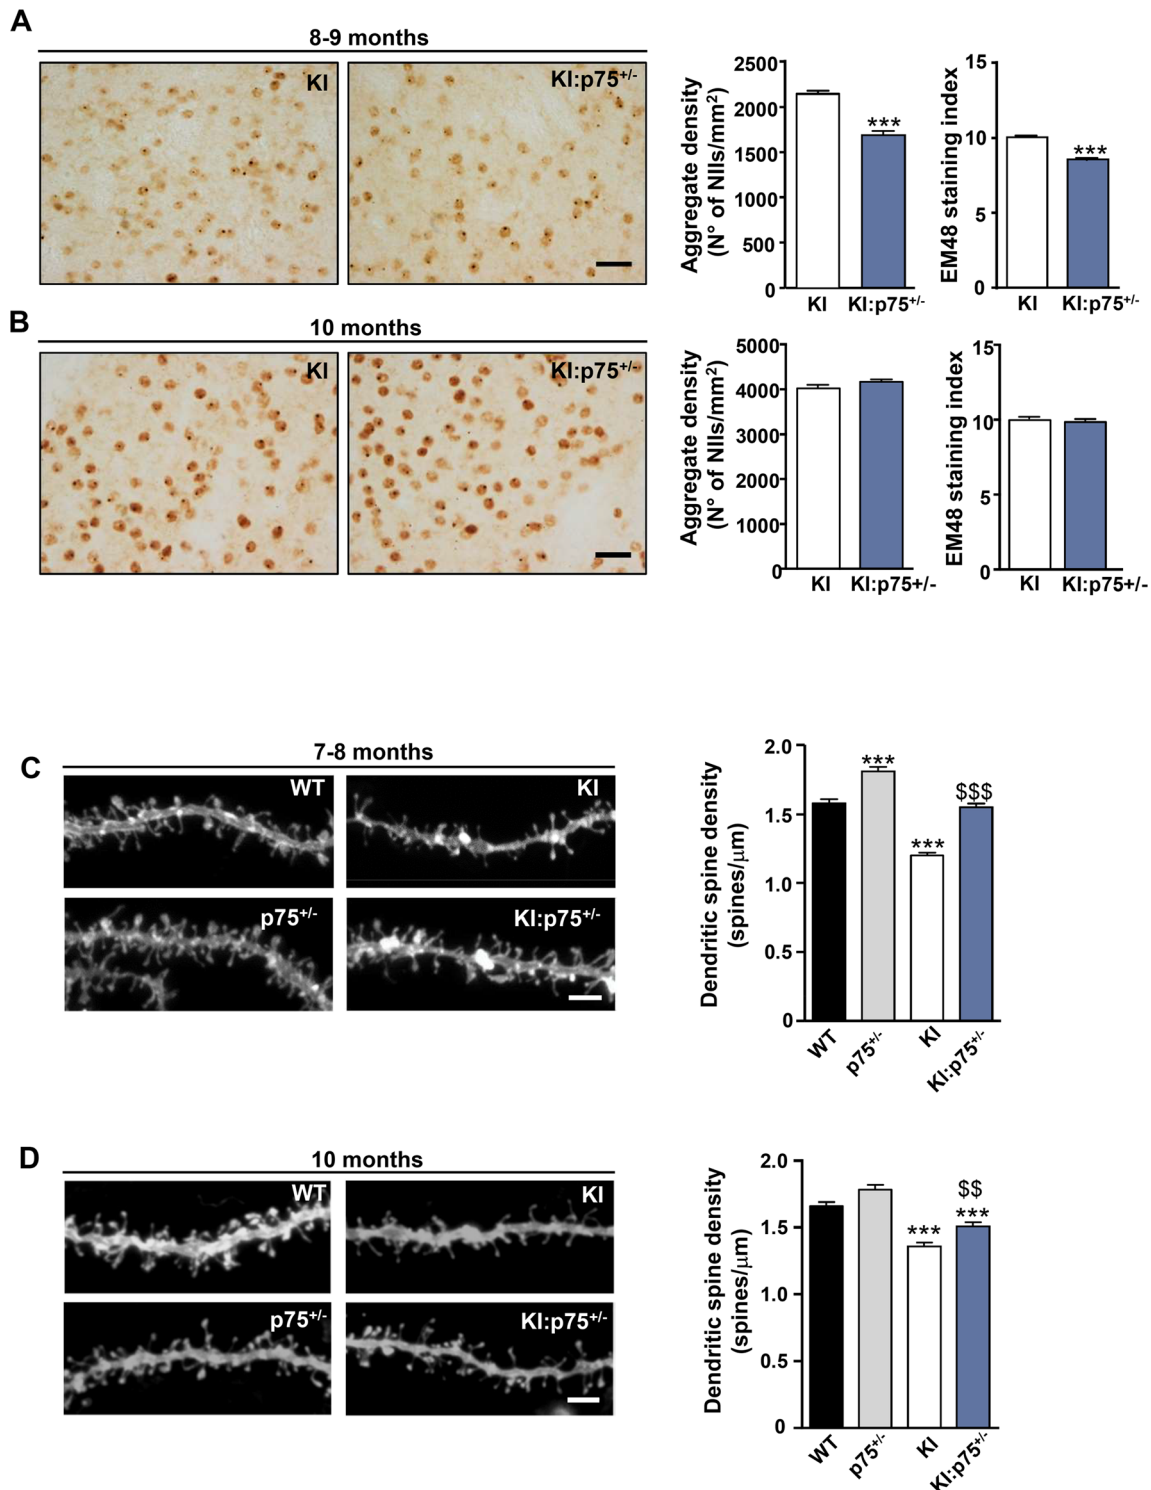 A
8-9 months
KI
KI:p75+/-
Aggregate density
(N° of NIIs/mm2)
2500
2000
1500
1000
500
0
***
KI
KI:p75+/-
EM48 staining index
15
10
5
0
***
KI
KI:p75+/-
B
10 months
KI
KI:p75+/-
Aggregate density
(N° of NIIs/mm2)
5000
4000
3000
2000
1000
0
KI
KI:p75+/-
EM48 staining index
15
10
5
0
KI
KI:p75+/-
C
7-8 months
WT
KI
p75+/-
KI:p75+/-
Dendritic spine density
(spines/μm)
2.0
1.5
1.0
0.5
0
***
***
$$$
WT
p75+/-
KI
KI:p75+/-
D
10 months
WT
KI
p75+/-
KI:p75+/-
Dendritic spine density
(spines/μm)
2.0
1.5
1.0
0.5
0
***
$$
***
WT
p75+/-
KI
KI:p75+/-